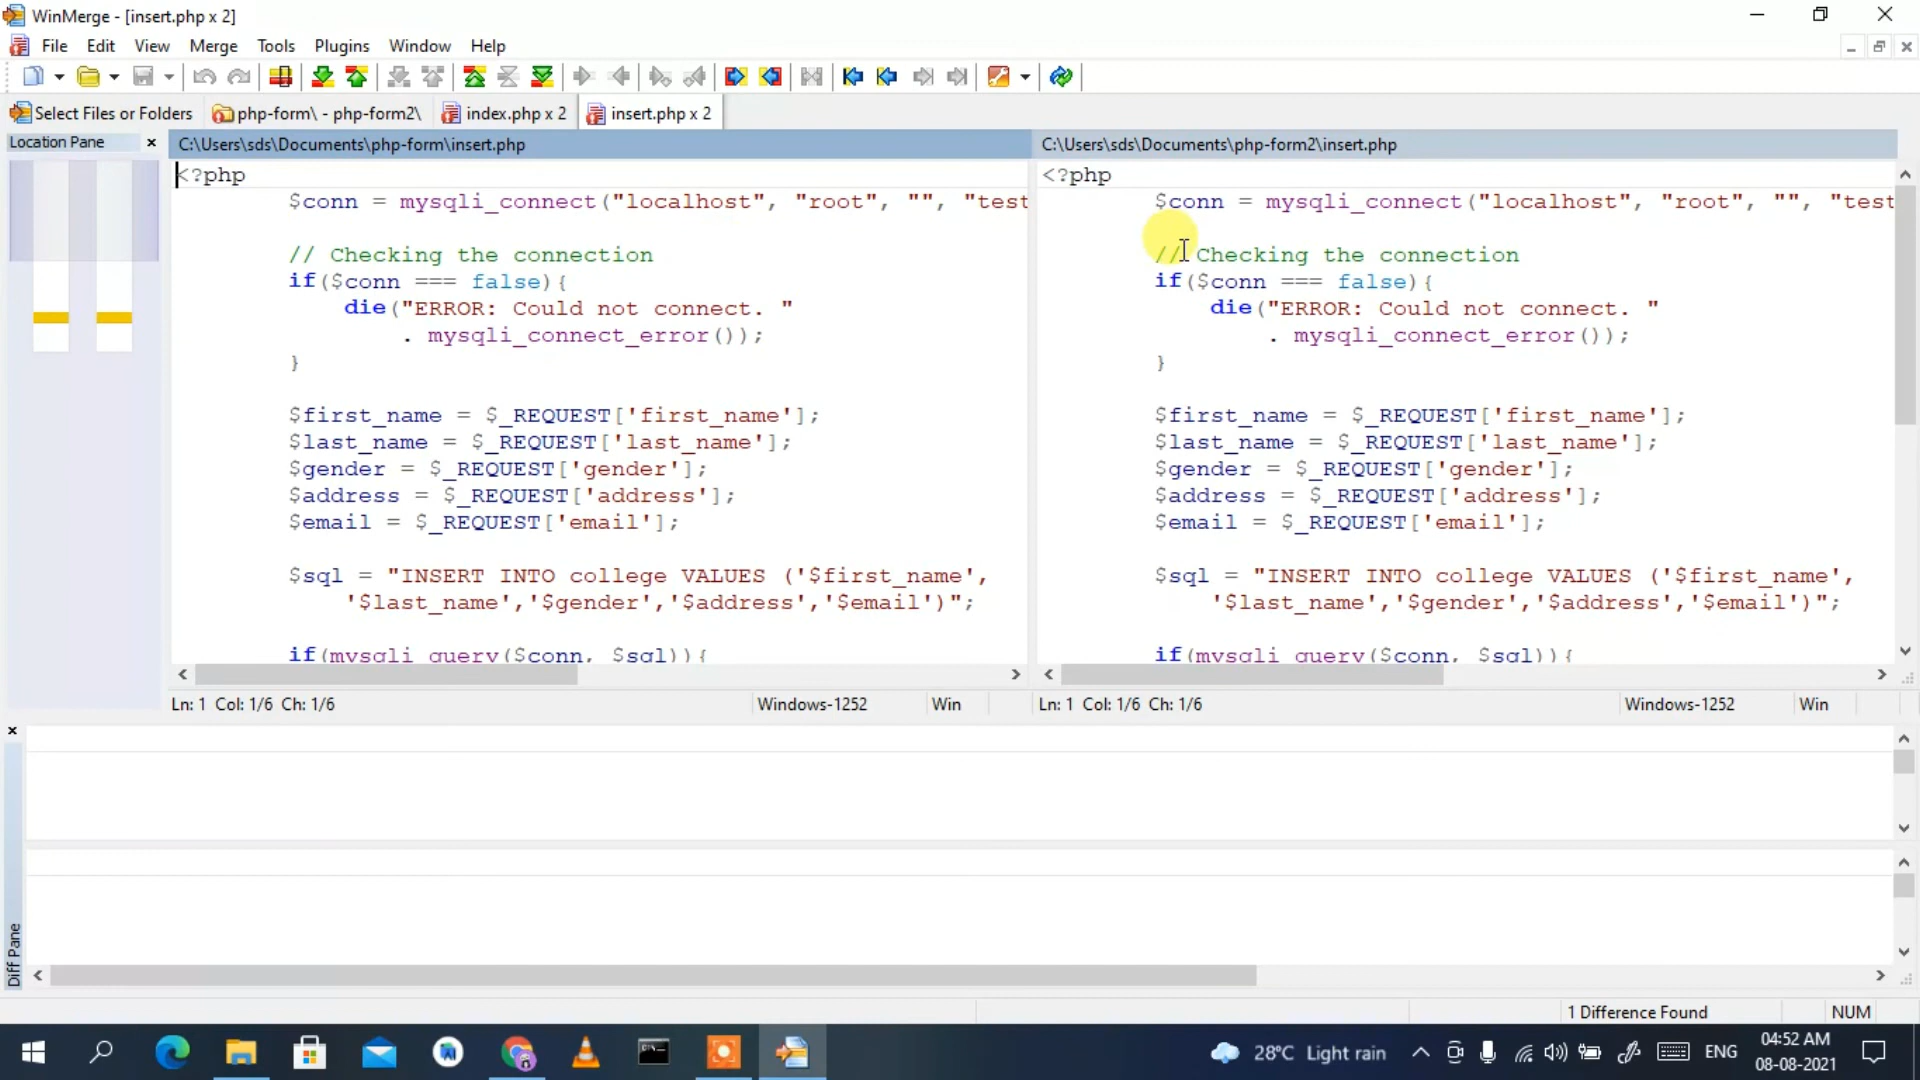 WinMerge - [insert.php x 2]
File Edit View Merge Tools Plugins Window Help
Select Files or Folders php-form\ - php-form2\ index.php x 2 insert.php x 2
Location Pane
C:\Users\sds\Documents\php-form\insert.php
<?php
$conn = mysqli_connect("localhost", "root", "", "test
// Checking the connection
if($conn === false){
die("ERROR: Could not connect. "
. mysqli_connect_error());
}
$first_name = $_REQUEST['first_name'];
$last_name = $_REQUEST['last_name'];
$gender = $_REQUEST['gender'];
$address = $_REQUEST['address'];
$email = $_REQUEST['email'];
$sql = "INSERT INTO college VALUES ('$first_name',
'$last_name','$gender','$address','$email')";
if(mysqli_query($conn, $sql)){
Ln: 1 Col: 1/6 Ch: 1/6 Windows-1252 Win
C:\Users\sds\Documents\php-form2\insert.php
<?php
$conn = mysqli_connect("localhost", "root", "", "test
// Checking the connection
if($conn === false){
die("ERROR: Could not connect. "
. mysqli_connect_error());
}
$first_name = $_REQUEST['first_name'];
$last_name = $_REQUEST['last_name'];
$gender = $_REQUEST['gender'];
$address = $_REQUEST['address'];
$email = $_REQUEST['email'];
$sql = "INSERT INTO college VALUES ('$first_name',
'$last_name','$gender','$address','$email')";
if(mysqli_query($conn, $sql)){
Ln: 1 Col: 1/6 Ch: 1/6 Windows-1252 Win
Diff Pane
1 Difference Found NUM
28°C Light rain ENG 04:52 AM
08-08-2021